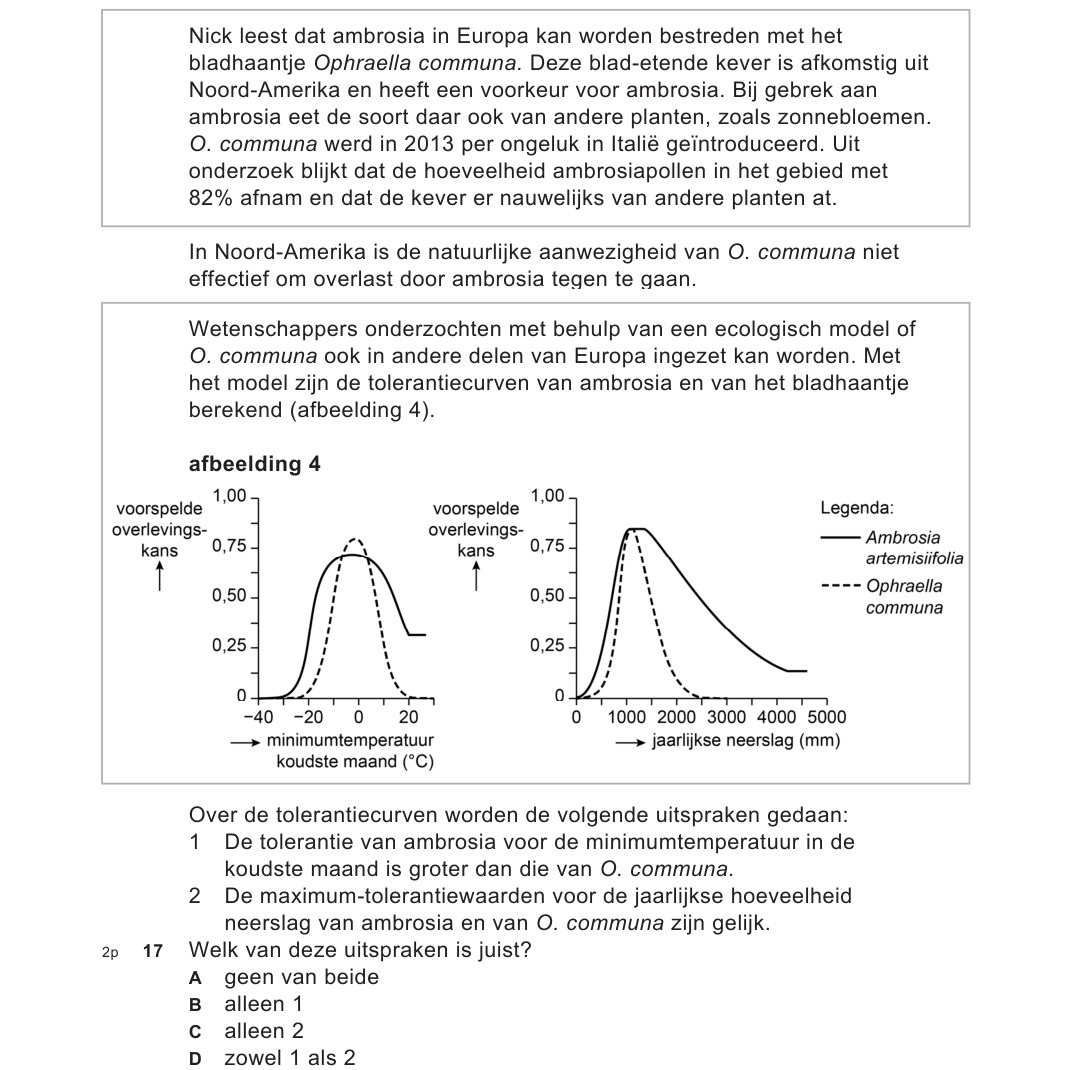 Nick leest dat ambrosia in Europa kan worden bestreden met het
bladhaantje Ophraella communa. Deze blad-etende kever is afkomstig uit
Noord-Amerika en heeft een voorkeur voor ambrosia. Bij gebrek aan
ambrosia eet de soort daar ook van andere planten, zoals zonnebloemen.
O. communa werd in 2013 per ongeluk in Italië geïntroduceerd. Uit
onderzoek blijkt dat de hoeveelheid ambrosiapollen in het gebied met
82% afnam en dat de kever er nauwelijks van andere planten at.
In Noord-Amerika is de natuurlijke aanwezigheid van O. communa niet
effectief om overlast door ambrosia tegen te gaan.
Wetenschappers onderzochten met behulp van een ecologisch model of
O. communa ook in andere delen van Europa ingezet kan worden. Met
het model zijn de tolerantiecurven van ambrosia en van het bladhaantje
berekend (afbeelding 4).
afbeelding 4
voorspelde
overlevings-
kans
1,00
0,75
0,50
0,25
0
−40 −20 0 20
minimumtemperatuur
koudste maand (°C)
voorspelde
overlevings-
kans
1,00
0,75
0,50
0,25
0
0 1000 2000 3000 4000 5000
jaarlijkse neerslag (mm)
Legenda:
Ambrosia
artemisiifolia
Ophraella
communa
Over de tolerantiecurven worden de volgende uitspraken gedaan:
1 De tolerantie van ambrosia voor de minimumtemperatuur in de
koudste maand is groter dan die van O. communa.
2 De maximum-tolerantiewaarden voor de jaarlijkse hoeveelheid
neerslag van ambrosia en van O. communa zijn gelijk.
2p 17 Welk van deze uitspraken is juist?
A geen van beide
B alleen 1
C alleen 2
D zowel 1 als 2